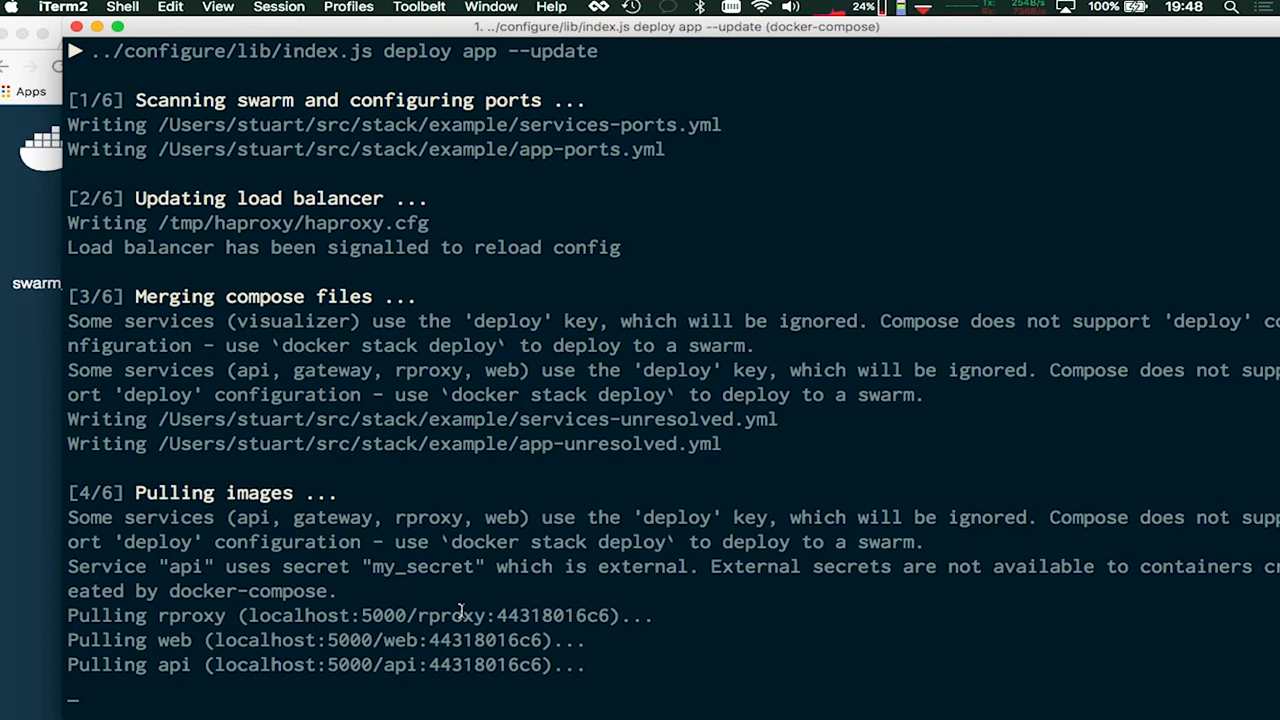 iTerm2 Shell Edit View Session Profiles Toolbelt Window Help 24% 100% 19:48
1. ../configure/lib/index.js deploy app --update (docker-compose)
Apps
swarm_
../configure/lib/index.js deploy app --update
[1/6] Scanning swarm and configuring ports ...
Writing /Users/stuart/src/stack/example/services-ports.yml
Writing /Users/stuart/src/stack/example/app-ports.yml
[2/6] Updating load balancer ...
Writing /tmp/haproxy/haproxy.cfg
Load balancer has been signalled to reload config
[3/6] Merging compose files ...
Some services (visualizer) use the 'deploy' key, which will be ignored. Compose does not support 'deploy' co
nfiguration - use `docker stack deploy` to deploy to a swarm.
Some services (api, gateway, rproxy, web) use the 'deploy' key, which will be ignored. Compose does not supp
ort 'deploy' configuration - use `docker stack deploy` to deploy to a swarm.
Writing /Users/stuart/src/stack/example/services-unresolved.yml
Writing /Users/stuart/src/stack/example/app-unresolved.yml
[4/6] Pulling images ...
Some services (api, gateway, rproxy, web) use the 'deploy' key, which will be ignored. Compose does not supp
ort 'deploy' configuration - use `docker stack deploy` to deploy to a swarm.
Service "api" uses secret "my_secret" which is external. External secrets are not available to containers cr
eated by docker-compose.
Pulling rproxy (localhost:5000/rproxy:44318016c6)...
Pulling web (localhost:5000/web:44318016c6)...
Pulling api (localhost:5000/api:44318016c6)...